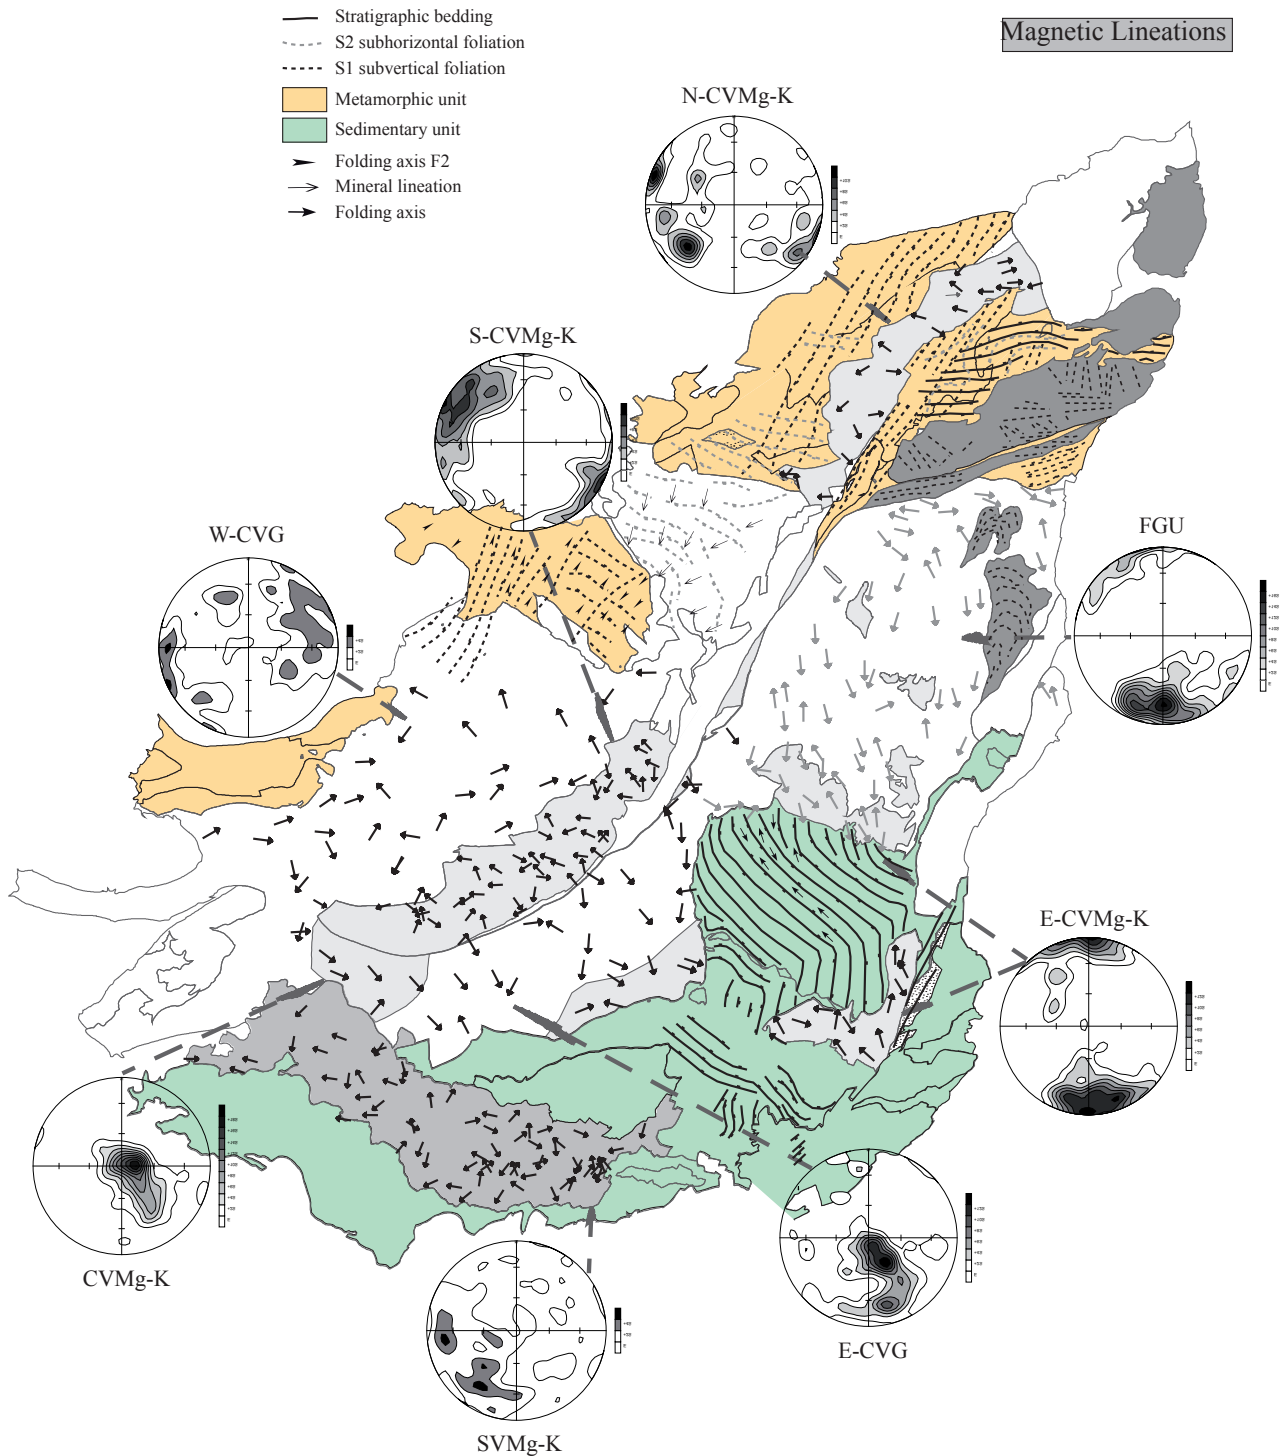 Stratigraphic bedding
S2 subhorizontal foliation
S1 subvertical foliation
Metamorphic unit
Sedimentary unit
Folding axis F2
Mineral lineation
Folding axis
Magnetic Lineations
N-CVMg-K
S-CVMg-K
W-CVG
FGU
E-CVMg-K
CVMg-K
SVMg-K
E-CVG